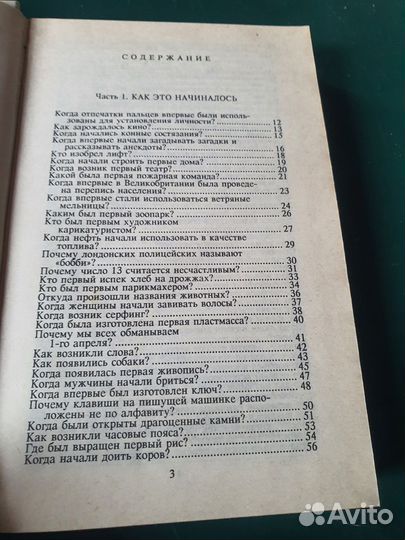 СОДЕРЖАНИЕ
Часть 1. КАК ЭТО НАЧИНАЛОСЬ
Когда отпечатки пальцев впервые были исполь-
зованы для установления личности? 12
Как зарождалось кино? 13
Когда начались конные состязания? 15
Когда впервые начали загадывать загадки и
рассказывать анекдоты? 16
Кто изобрел лифт? 18
Когда начали строить первые дома? 19
Когда возник первый театр? 20
Какой была первая пожарная команда? 21
Когда впервые в Великобритании была проведе-
на перепись населения? 23
Когда впервые стали использоваться ветряные
мельницы? 24
Каким был первый зоопарк? 26
Кто был первым художником
карикатуристом? 27
Когда нефть начали использовать в качестве
топлива? 29
Почему лондонских полицейских называют
«бобби»? 30
Почему число 13 считается несчастливым? 31
Кто первый испек хлеб на дрожжах? 33
Кто был первым парикмахером? 34
Откуда произошли названия животных? 36
Когда женщины начали завивать волосы? 37
Когда возник серфинг? 38
Когда была изготовлена первая пластмасса? 40
Почему мы всех обманываем
1-го апреля? 41
Как возникли слова? 42
Как появились собаки? 43
Когда появилась первая живопись? 45
Когда мужчины начали бриться? 47
Когда впервые был изготовлен ключ? 48
Почему клавиши на пишущей машинке распо-
ложены не по алфавиту? 50
Когда были открыты драгоценные камни? 51
Как возникли часовые пояса? 53
Где был выращен первый рис? 54
Когда начали доить коров? 56
3
Avito